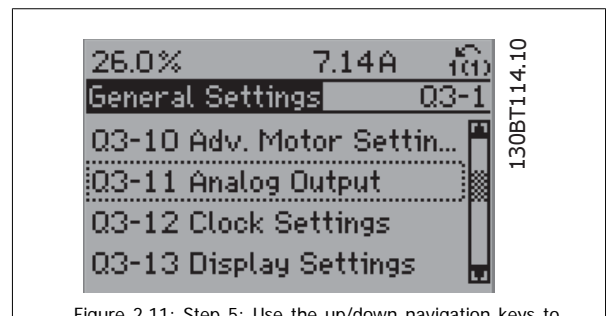 26.0% 7.14A 1(1)
General Settings Q3-1
Q3-10 Adv. Motor Settin...
Q3-11 Analog Output
Q3-12 Clock Settings
Q3-13 Display Settings
130BT114.10
Figure 2.11: Step 5: Use the up/down navigation keys to